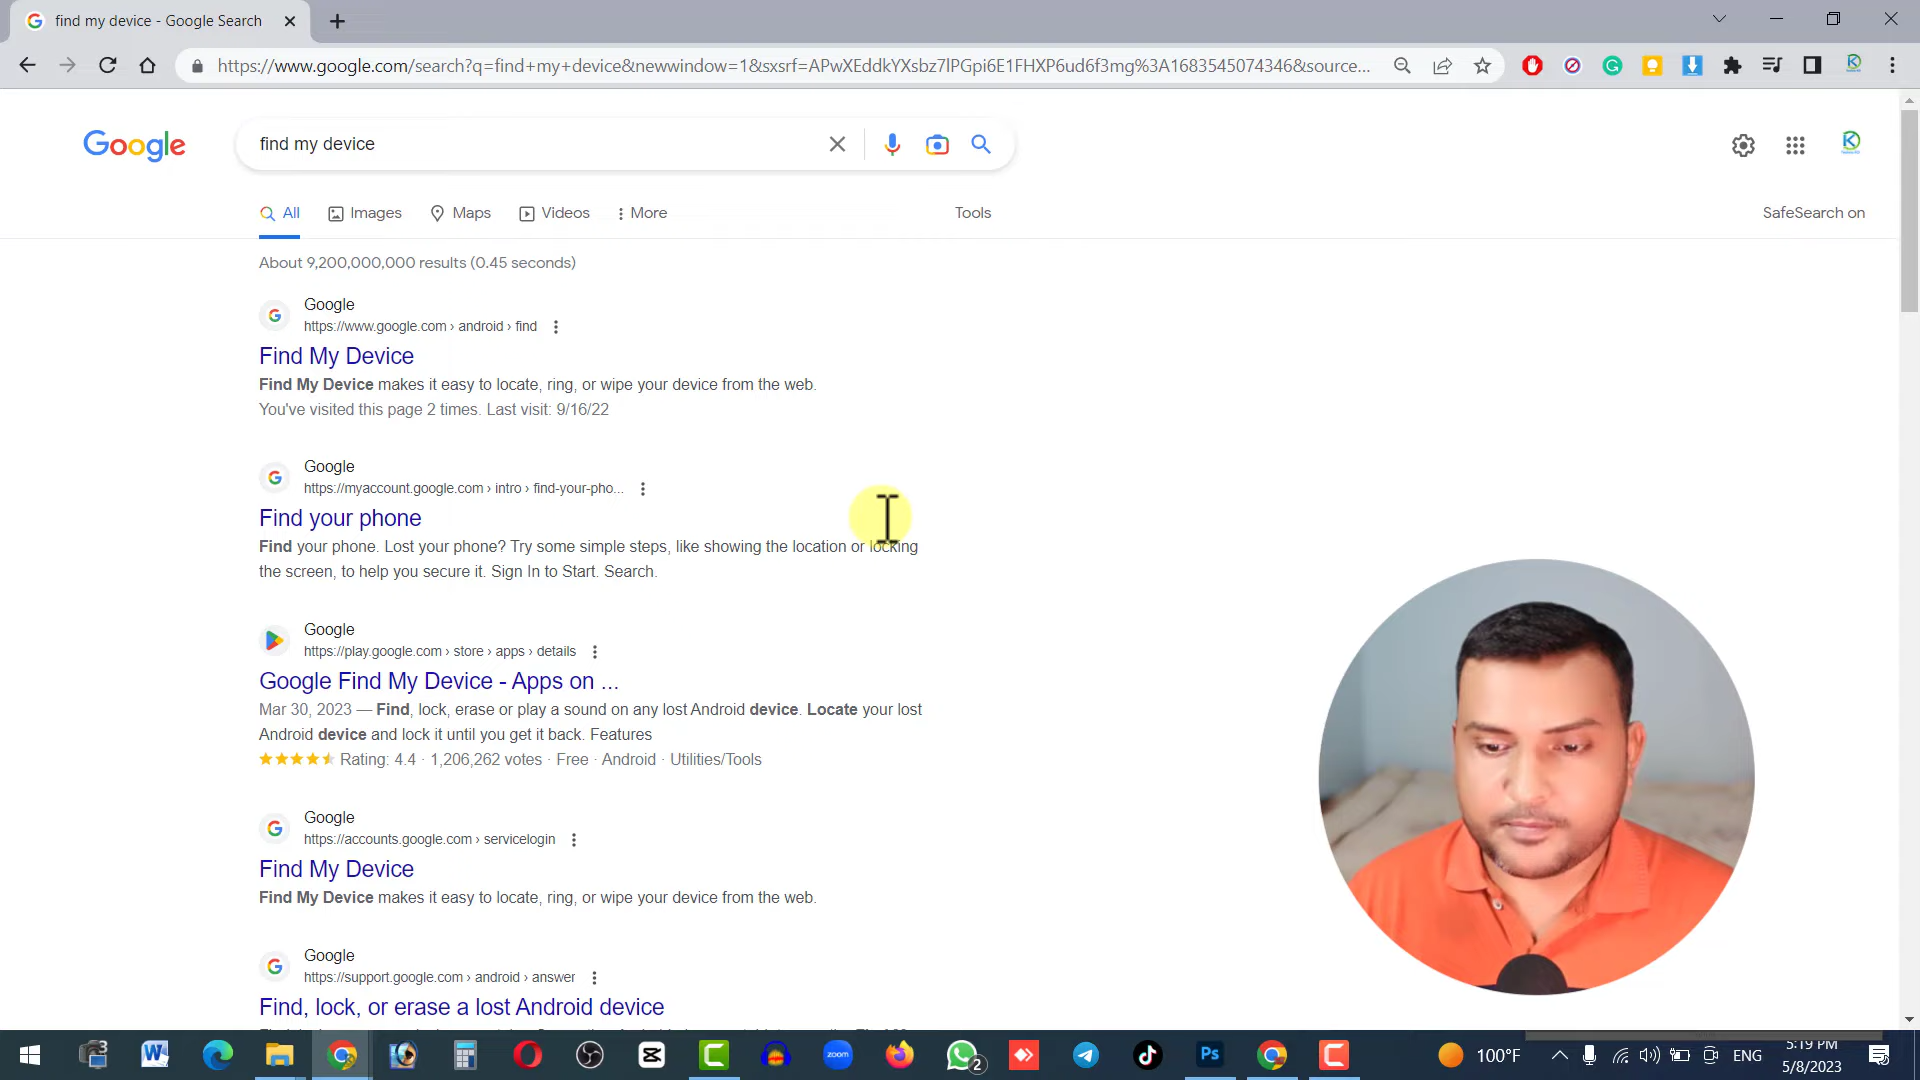 find my device - Google Search
https://www.google.com/search?q=find+my+device&newwindow=1&sxsrf=APwXEddkYXsbz7lPGpi6E1FHXP6ud6f3mg%3A1683545074346&source...
Google
find my device
All
Images
Maps
Videos
More
Tools
SafeSearch on
About 9,200,000,000 results (0.45 seconds)
Google
https://www.google.com › android › find
Find My Device
Find My Device makes it easy to locate, ring, or wipe your device from the web.
You've visited this page 2 times. Last visit: 9/16/22
Google
https://myaccount.google.com › intro › find-your-pho...
Find your phone
Find your phone. Lost your phone? Try some simple steps, like showing the location or locking
the screen, to help you secure it. Sign In to Start. Search.
Google
https://play.google.com › store › apps › details
Google Find My Device - Apps on ...
Mar 30, 2023 — Find, lock, erase or play a sound on any lost Android device. Locate your lost
Android device and lock it until you get it back. Features
Rating: 4.4 · 1,206,262 votes · Free · Android · Utilities/Tools
Google
https://accounts.google.com › servicelogin
Find My Device
Find My Device makes it easy to locate, ring, or wipe your device from the web.
Google
https://support.google.com › android › answer
Find, lock, or erase a lost Android device
zoom
2
Ps
100°F
ENG
5:19 PM
5/8/2023